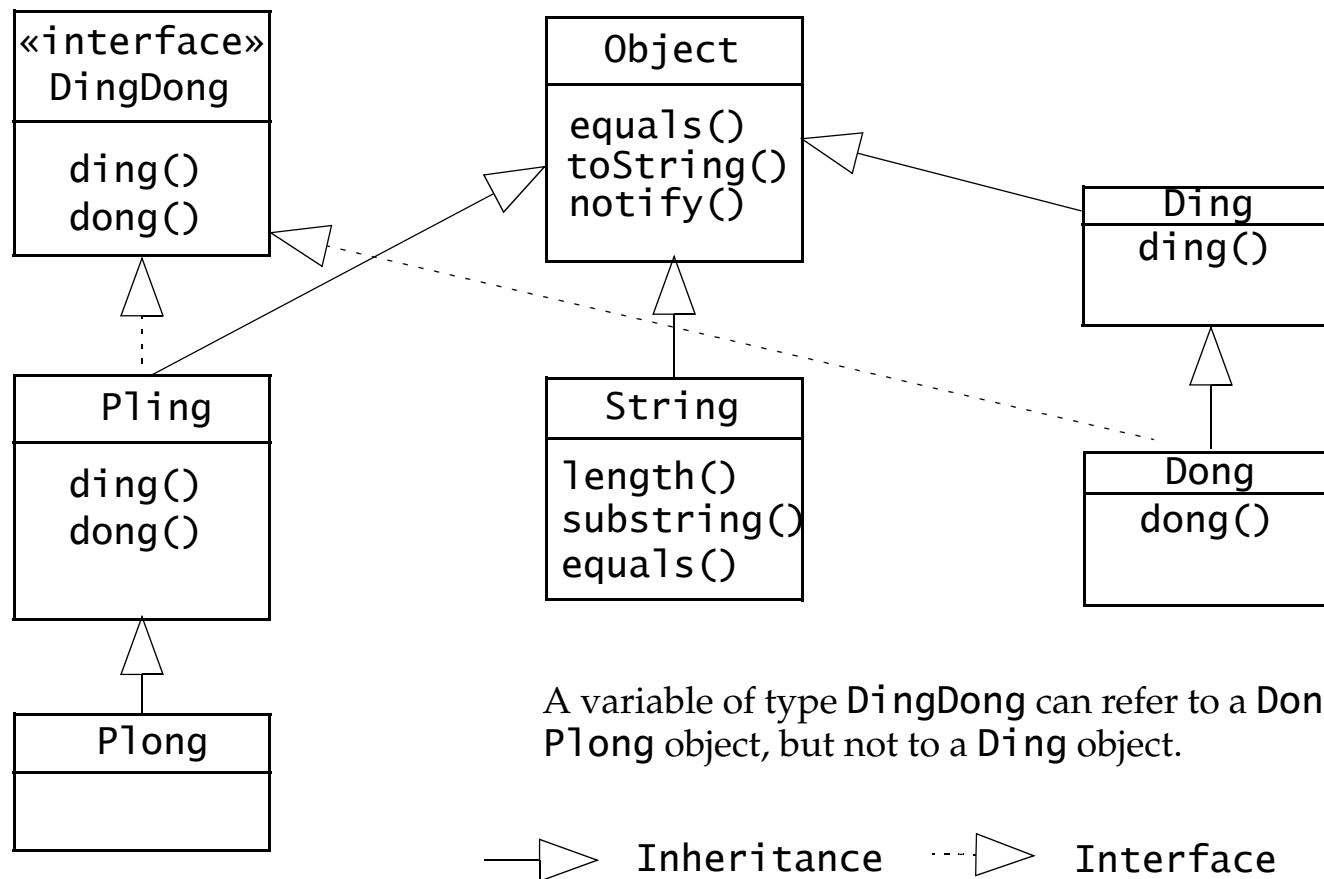 «interface»
DingDong
ding()
dong()
Object
equals()
toString()
notify()
Ding
ding()
Pling
ding()
dong()
String
length()
substring()
equals()
Dong
dong()
Plong
A variable of type DingDong can refer to a Don
Plong object, but not to a Ding object.
Inheritance
Interface